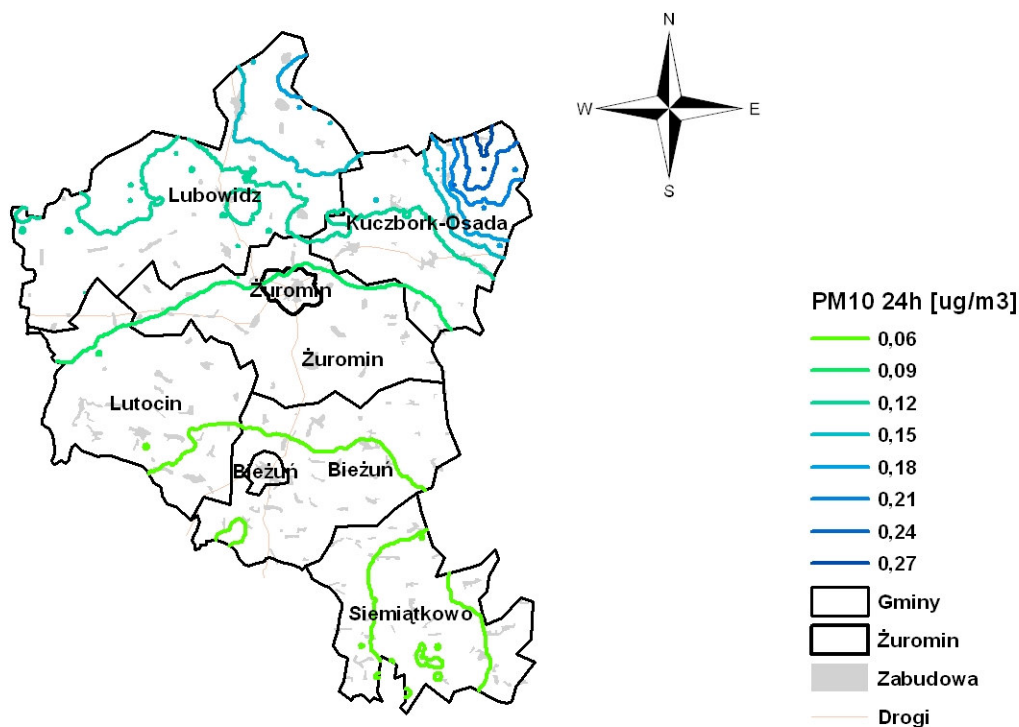 N
W
E
S
Lubowidz
Kuczbork-Osada
Żuromin
Żuromin
Lutocin
Bieżuń
Bieżuń
Siemiątkowo
PM10 24h [ug/m3]
0,06
0,09
0,12
0,15
0,18
0,21
0,24
0,27
Gminy
Żuromin
Zabudowa
Drogi